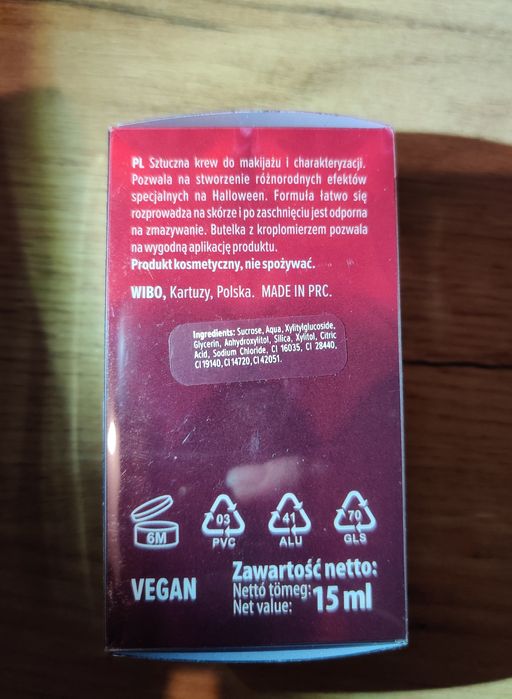 PL Sztuczna krew do makijażu i charakteryzacji.
Pozwala na stworzenie różnorodnych efektów
specjalnych na Halloween. Formuła łatwo się
rozprowadza na skórze i po zaschnięciu jest odporna
na zmazywanie. Butelka z kroplomierzem pozwala
na wygodną aplikację produktu.
Produkt kosmetyczny, nie spożywać.
WIBO, Kartuzy, Polska. MADE IN PRC.
Ingredients: Sucrose, Aqua, Xylitylglucoside,
Glycerin, Anhydroxylitol, Silica, Xylitol, Citric
Acid, Sodium Chloride, CI 16035, CI 28440,
CI 19140, CI 14720, CI 42051.
6M
03
PVC
41
ALU
70
GLS
VEGAN
Zawartość netto:
Nettó tömeg:
Net value:
15 ml